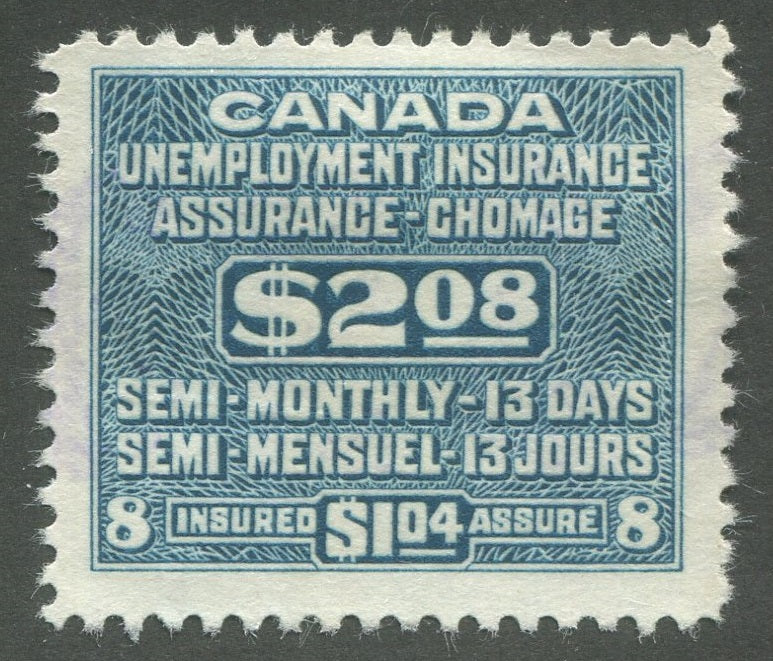 CANADA
UNEMPLOYMENT INSURANCE
ASSURANCE-CHOMAGE
$2.08
SEMI-MONTHLY-13 DAYS
SEMI-MENSUEL-13 JOURS
8 INSURED $1.04 ASSURE 8